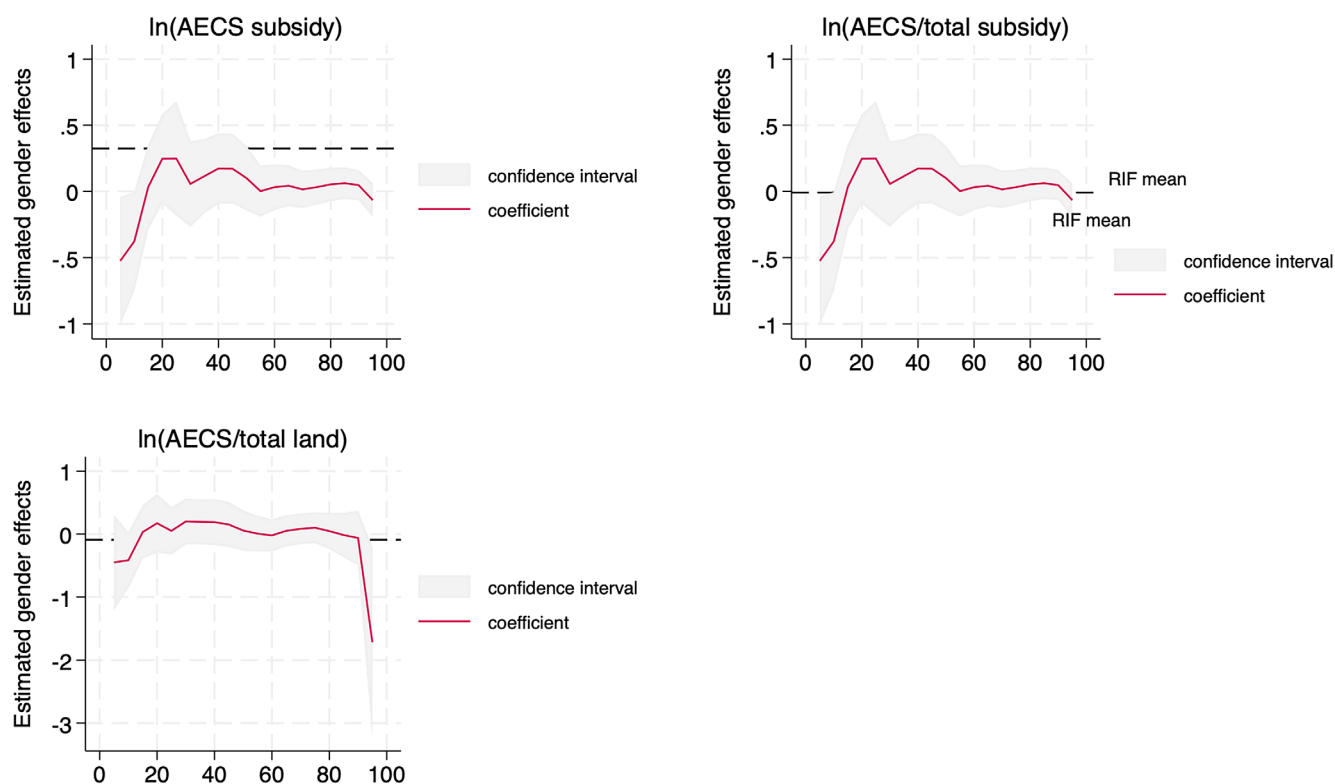 ln(AECS subsidy)
Estimated gender effects
1
.5
0
-.5
-1
0 20 40 60 80 100
confidence interval
coefficient
ln(AECS/total subsidy)
Estimated gender effects
1
.5
0
-.5
-1
0 20 40 60 80 100
RIF mean
RIF mean
confidence interval
coefficient
ln(AECS/total land)
Estimated gender effects
1
0
-1
-2
-3
0 20 40 60 80 100
confidence interval
coefficient